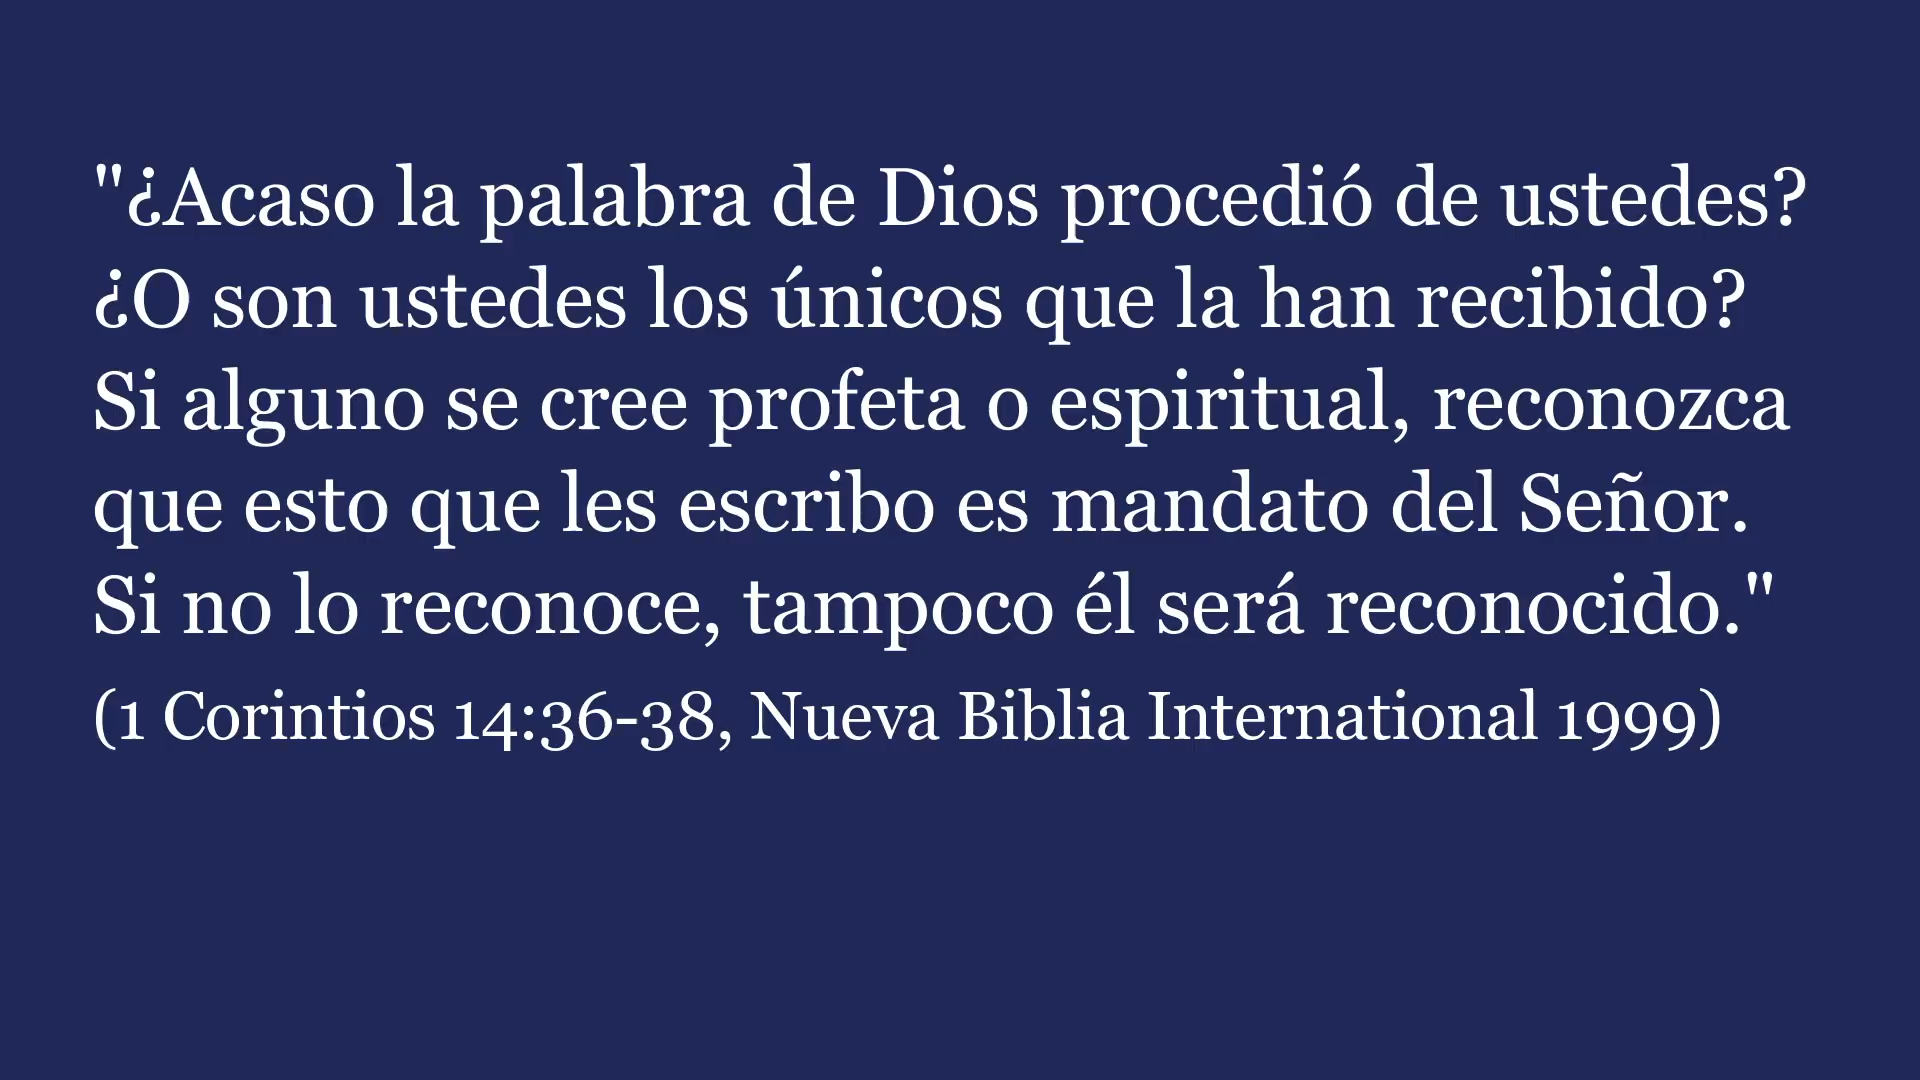 "¿Acaso la palabra de Dios procedió de ustedes?
¿O son ustedes los únicos que la han recibido?
Si alguno se cree profeta o espiritual, reconozca
que esto que les escribo es mandato del Señor.
Si no lo reconoce, tampoco él será reconocido."
(1 Corintios 14:36-38, Nueva Biblia International 1999)